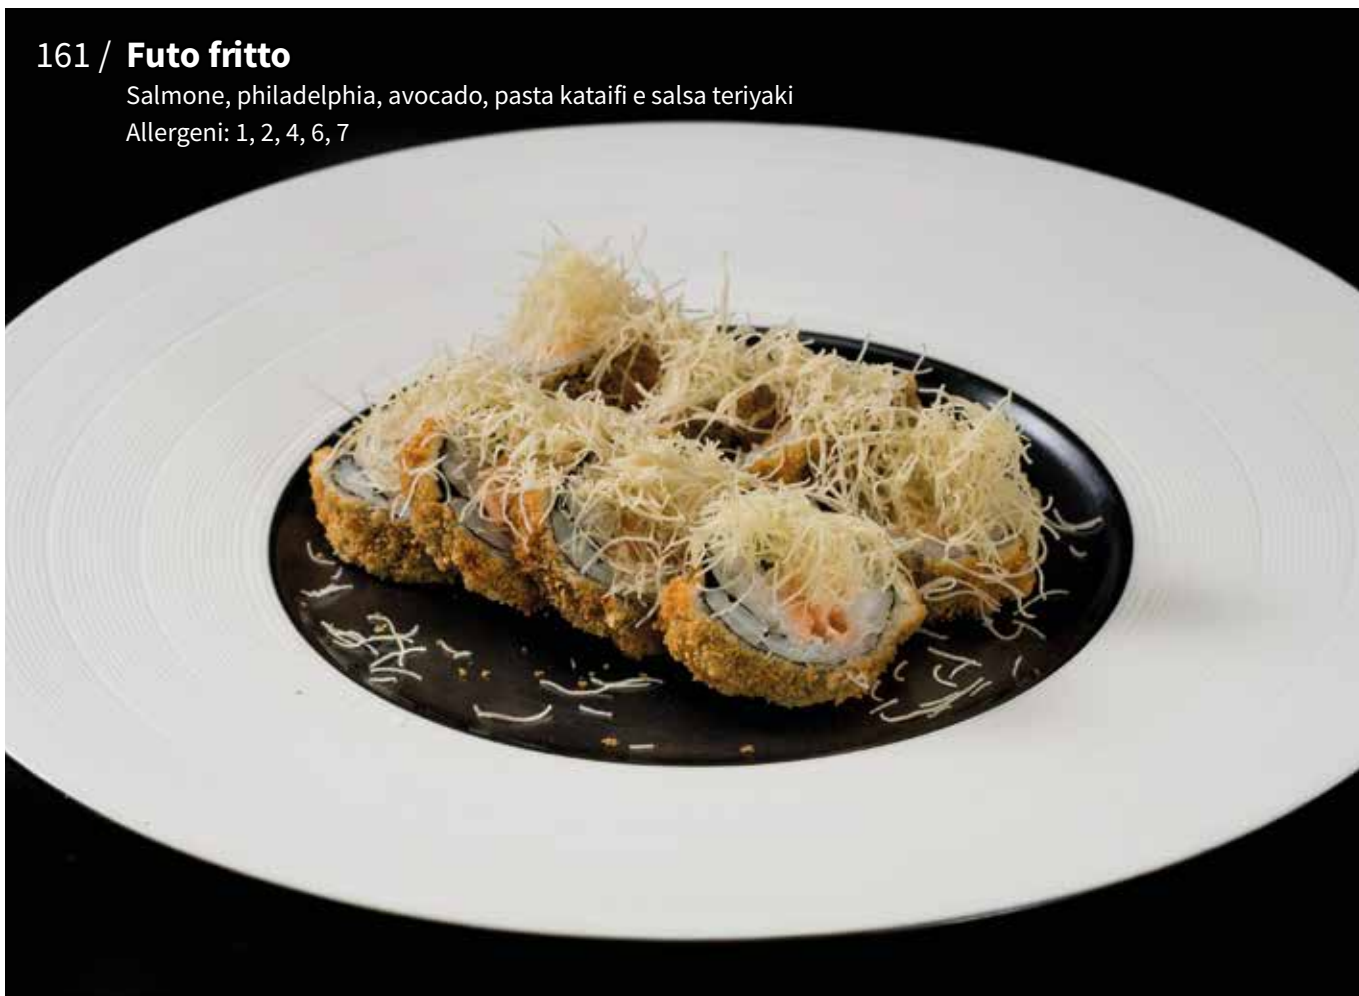 161 / Futo fritto
Salmone, philadelphia, avocado, pasta kataifi e salsa teriyaki
Allergeni: 1, 2, 4, 6, 7